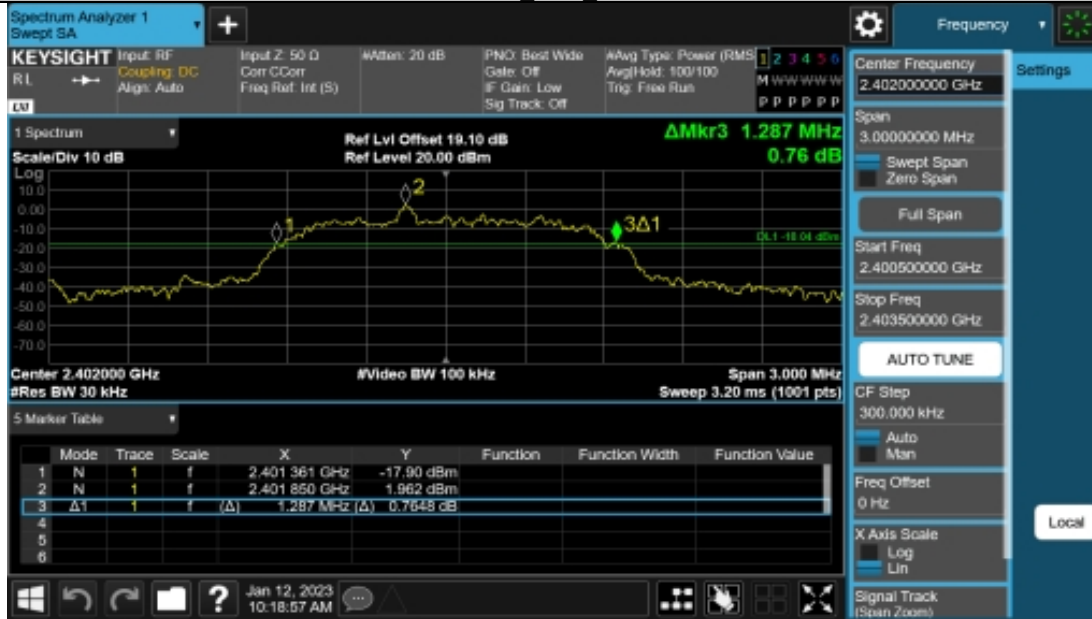 Spectrum Analyzer 1
Swept SA
+
Frequency
KEYSIGHT
RL
LXI
Input: RF
Coupling: DC
Align: Auto
Input Z: 50 Ω
Corr CCorr
Freq Ref: Int (S)
#Atten: 20 dB
PNO: Best Wide
Gate: Off
IF Gain: Low
Sig Track: Off
#Avg Type: Power (RMS
Avg|Hold: 100/100
Trig: Free Run
1 2 3 4 5 6
M W W W W W
P P P P P P
1 Spectrum
Scale/Div 10 dB
Ref Lvl Offset 19.10 dB
Ref Level 20.00 dBm
ΔMkr3 1.287 MHz
0.76 dB
Log
10.0
0.00
-10.0
-20.0
-30.0
-40.0
-50.0
-60.0
-70.0
1
2
3Δ1
DL1 -18.04 dBm
Center 2.402000 GHz
#Res BW 30 kHz
#Video BW 100 kHz
Span 3.000 MHz
Sweep 3.20 ms (1001 pts)
5 Marker Table
Mode Trace Scale X Y Function Function Width Function Value
1 N 1 f 2.401 361 GHz -17.90 dBm
2 N 1 f 2.401 850 GHz 1.962 dBm
3 Δ1 1 f (Δ) 1.287 MHz (Δ) 0.7648 dB
4
5
6
?
Jan 12, 2023
10:18:57 AM
Center Frequency
2.402000000 GHz
Span
3.00000000 MHz
Swept Span
Zero Span
Full Span
Start Freq
2.400500000 GHz
Stop Freq
2.403500000 GHz
AUTO TUNE
CF Step
300.000 kHz
Auto
Man
Freq Offset
0 Hz
X Axis Scale
Log
Lin
Signal Track
(Span Zoom)
Settings
Local